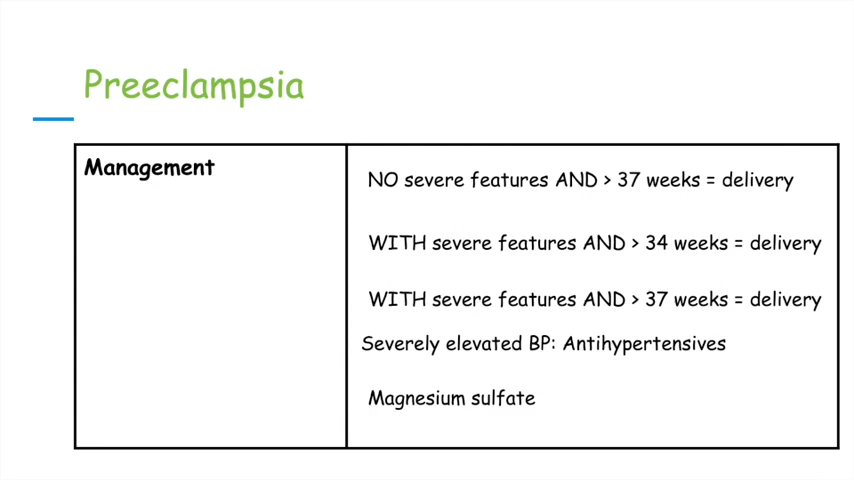 Preeclampsia
Management
NO severe features AND > 37 weeks = delivery
WITH severe features AND > 34 weeks = delivery
WITH severe features AND > 37 weeks = delivery
Severely elevated BP: Antihypertensives
Magnesium sulfate